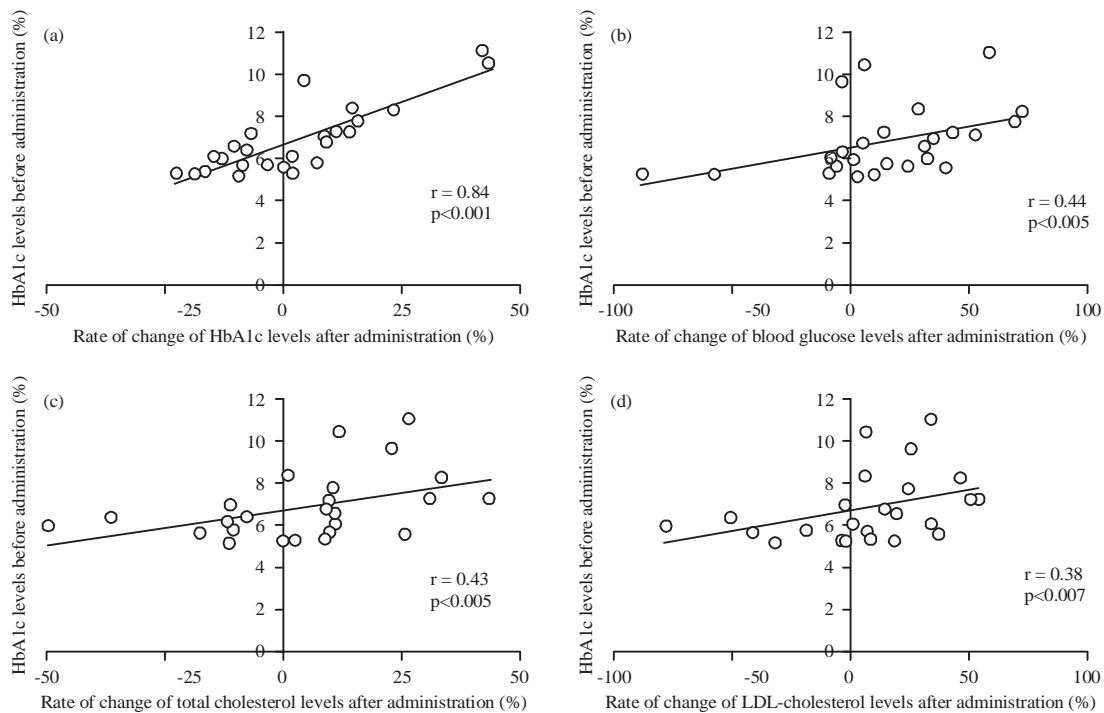 (a)
HbA1c levels before administration (%)
12
10
8
6
4
2
0
r = 0.84
p<0.001
-50
-25
0
25
50
Rate of change of HbA1c levels after administration (%)
(b)
HbA1c levels before administration (%)
12
10
8
6
4
2
0
r = 0.44
p<0.005
-100
-50
0
50
100
Rate of change of blood glucose levels after administration (%)
(c)
HbA1c levels before administration (%)
12
10
8
6
4
2
0
r = 0.43
p<0.005
-50
-25
0
25
50
Rate of change of total cholesterol levels after administration (%)
(d)
HbA1c levels before administration (%)
12
10
8
6
4
2
0
r = 0.38
p<0.007
-100
-50
0
50
100
Rate of change of LDL-cholesterol levels after administration (%)